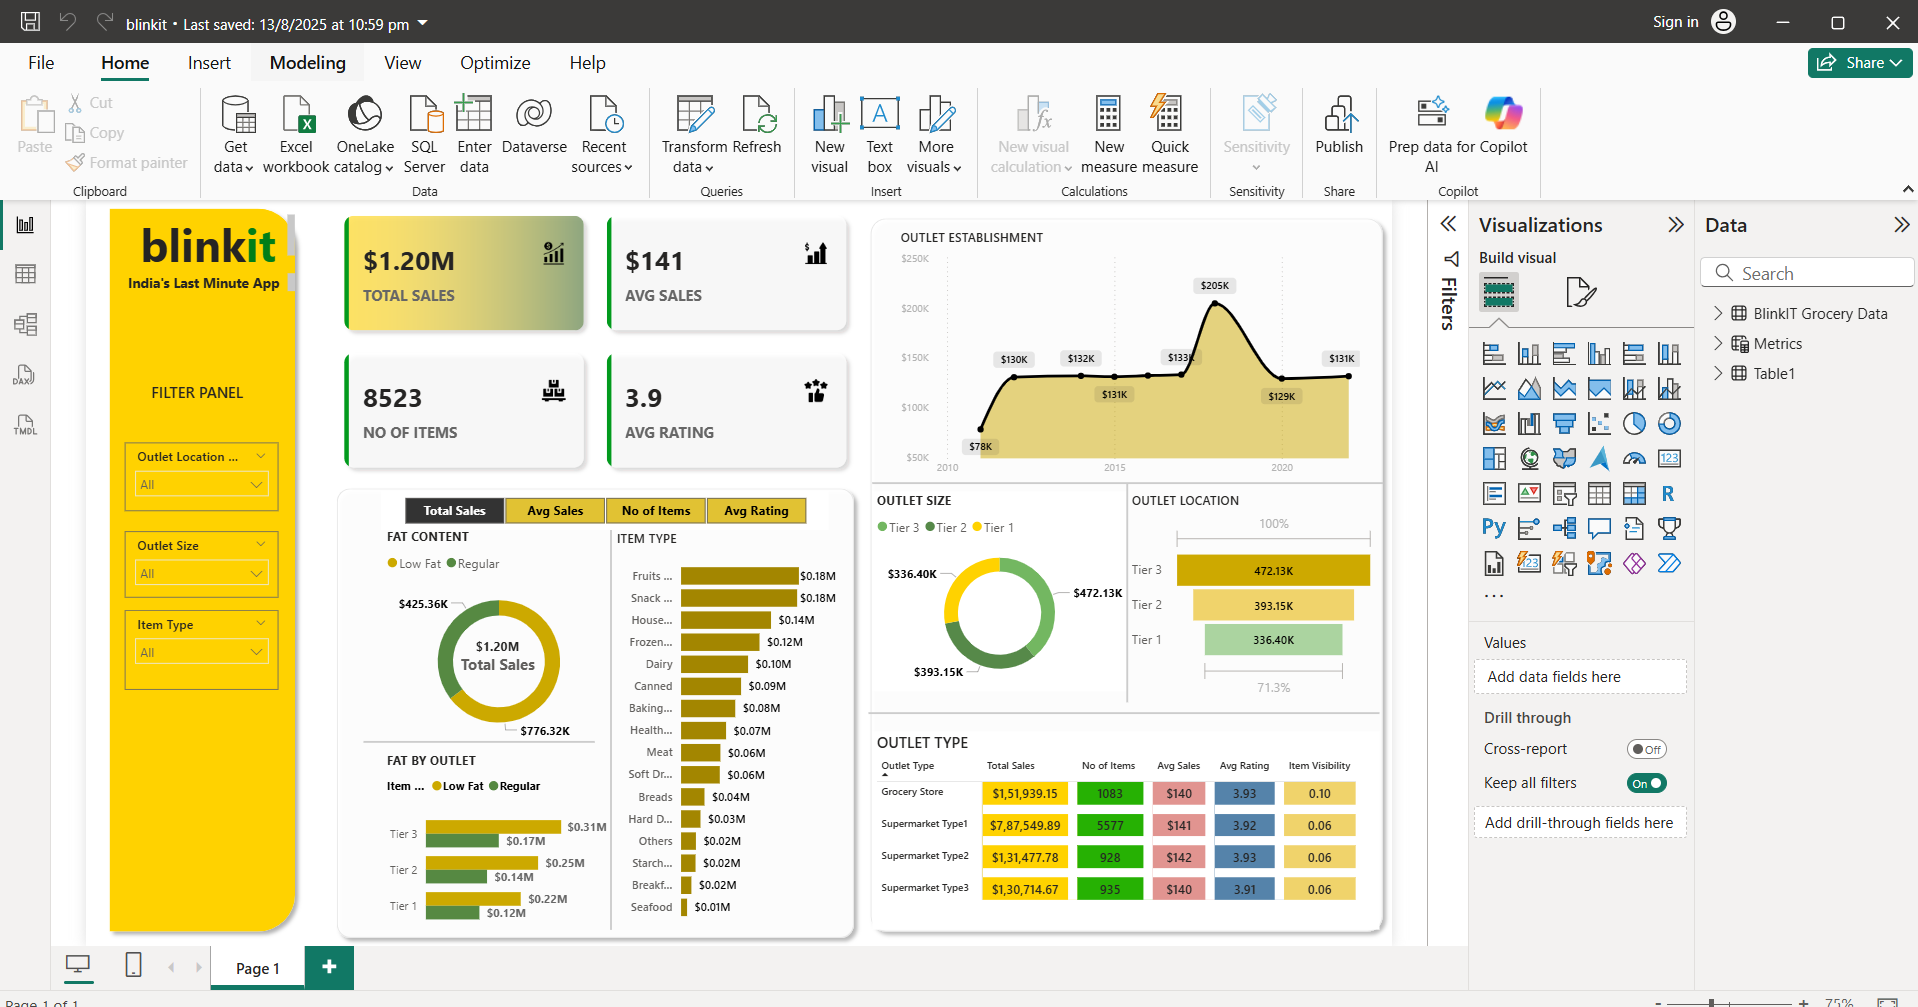 blinkit • Last saved: 13/8/2025 at 10:59 pm
Sign in
File Home Insert Modeling View Optimize Help
Share
Paste
Cut
Copy
Format painter
Clipboard
Get data
Excel workbook
OneLake catalog
SQL Server
Enter data
Dataverse
Recent sources
Data
Transform data
Refresh
Queries
New visual
Text box
More visuals
Insert
New visual calculation
New measure
Quick measure
Calculations
Sensitivity
Sensitivity
Publish
Share
Prep data for AI
Copilot
Copilot
blinkit
India's Last Minute App
FILTER PANEL
Outlet Location ...
All
Outlet Size
All
Item Type
All
$1.20M
TOTAL SALES
$141
AVG SALES
8523
NO OF ITEMS
3.9
AVG RATING
Total Sales
Avg Sales
No of Items
Avg Rating
FAT CONTENT
Low Fat Regular
$425.36K
$1.20M
Total Sales
$776.32K
FAT BY OUTLET
Item ... Low Fat Regular
Tier 3 $0.31M
$0.17M
Tier 2 $0.25M
$0.14M
Tier 1 $0.22M
$0.12M
ITEM TYPE
Fruits ... $0.18M
Snack ... $0.18M
House... $0.14M
Frozen... $0.12M
Dairy $0.10M
Canned $0.09M
Baking... $0.08M
Health... $0.07M
Meat $0.06M
Soft Dr... $0.06M
Breads $0.04M
Hard D... $0.03M
Others $0.02M
Starch... $0.02M
Breakf... $0.02M
Seafood $0.01M
OUTLET ESTABLISHMENT
$250K
$200K
$150K
$100K
$50K
2010 2015 2020
$78K
$130K
$132K
$131K
$133K
$205K
$129K
$131K
OUTLET SIZE
Tier 3 Tier 2 Tier 1
$336.40K
$472.13K
$393.15K
OUTLET LOCATION
100%
Tier 3 472.13K
Tier 2 393.15K
Tier 1 336.40K
71.3%
OUTLET TYPE
Outlet Type Total Sales No of Items Avg Sales Avg Rating Item Visibility
Grocery Store $1,51,939.15 1083 $140 3.93 0.10
Supermarket Type1 $7,87,549.89 5577 $141 3.92 0.06
Supermarket Type2 $1,31,477.78 928 $142 3.93 0.06
Supermarket Type3 $1,30,714.67 935 $140 3.91 0.06
Filters
Visualizations
Build visual
123
R
Py
123
...
Values
Add data fields here
Drill through
Cross-report Off
Keep all filters On
Add drill-through fields here
Data
Search
BlinkIT Grocery Data
Metrics
Table1
DAX
TMDL
Page 1
Page 1 of 1
- + 75%